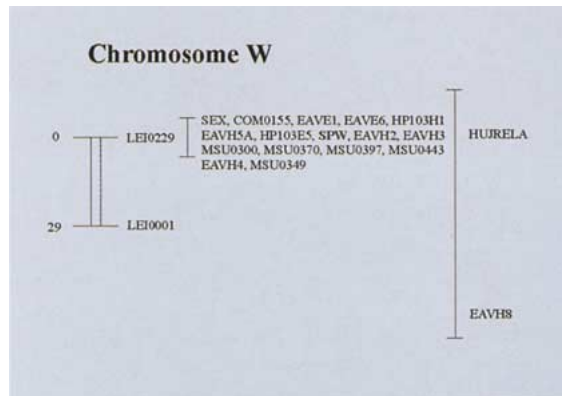 Chromosome W
SEX, COM0155, EAVE1, EAVE6, HP103H1
0 LEI0229 EAVH5A, HP103E5, SPW, EAVH2, EAVH3 HUJRELA
MSU0300, MSU0370, MSU0397, MSU0443
EAVH4, MSU0349
29 LEI0001
EAVH8